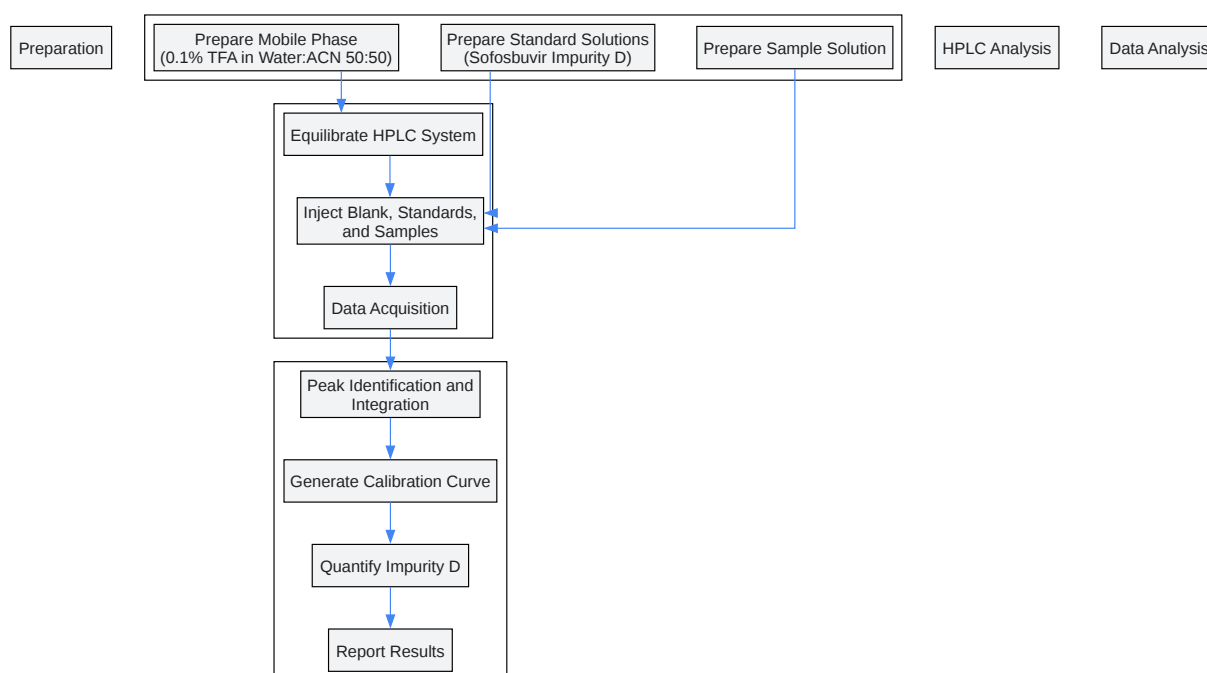 Preparation
Prepare Mobile Phase
(0.1% TFA in Water:ACN 50:50)
Prepare Standard Solutions
(Sofosbuvir Impurity D)
Prepare Sample Solution
HPLC Analysis
Data Analysis
Equilibrate HPLC System
Inject Blank, Standards,
and Samples
Data Acquisition
Peak Identification and
Integration
Generate Calibration Curve
Quantify Impurity D
Report Results